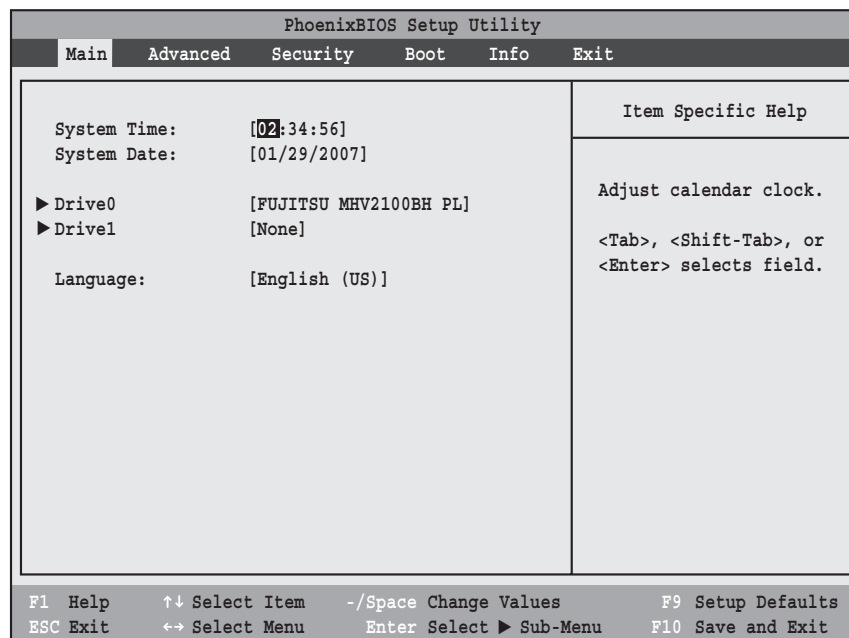 PhoenixBIOS Setup Utility
Main Advanced Security Boot Info Exit
System Time: [02:34:56]
System Date: [01/29/2007]
▶ Drive0 [FUJITSU MHV2100BH PL]
▶ Drive1 [None]
Language: [English (US)]
Item Specific Help
Adjust calendar clock.
<Tab>, <Shift-Tab>, or
<Enter> selects field.
F1 Help ↑↓ Select Item -/Space Change Values F9 Setup Defaults
ESC Exit ←→ Select Menu Enter Select ▶ Sub-Menu F10 Save and Exit